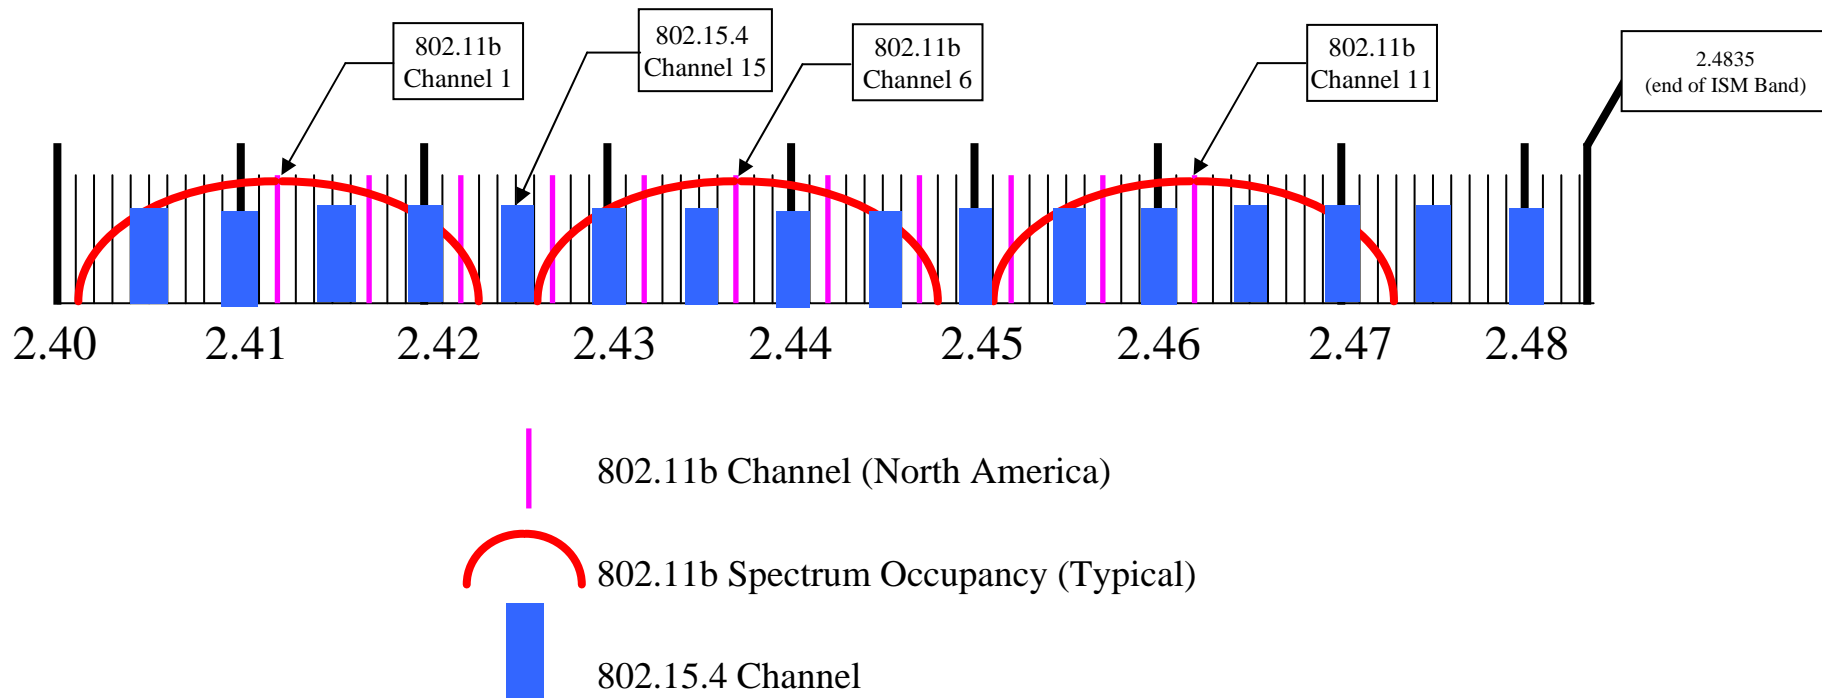 802.11b
Channel 1
802.15.4
Channel 15
802.11b
Channel 6
802.11b
Channel 11
2.4835
(end of ISM Band)
2.40 2.41 2.42 2.43 2.44 2.45 2.46 2.47 2.48
802.11b Channel (North America)
802.11b Spectrum Occupancy (Typical)
802.15.4 Channel